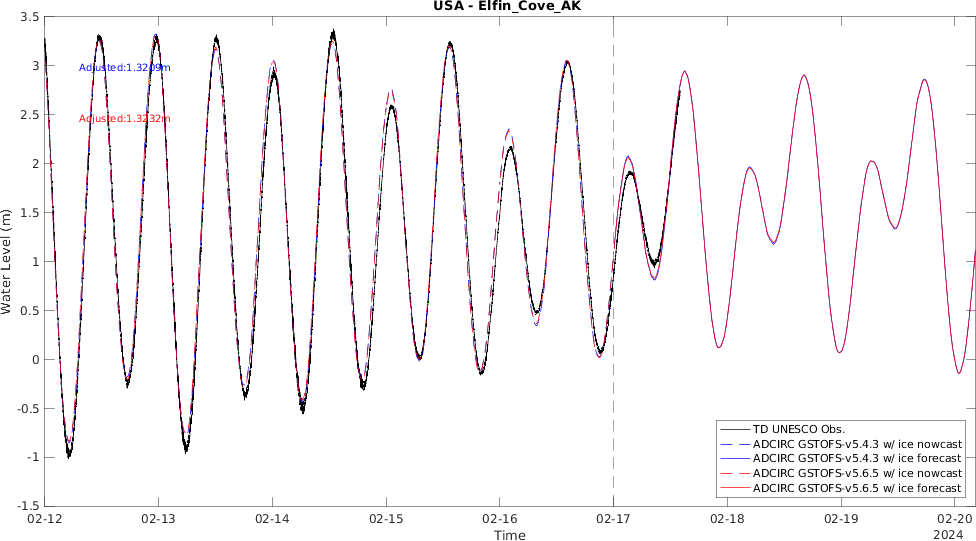 USA - Elfin_Cove_AK
3.5
3
2.5
2
1.5
1
0.5
0
-0.5
-1
-1.5
Water Level (m)
Adjusted:1.3209m
Adjusted:1.3232m
TD UNESCO Obs.
ADCIRC GSTOFS-v5.4.3 w/ ice nowcast
ADCIRC GSTOFS-v5.4.3 w/ ice forecast
ADCIRC GSTOFS-v5.6.5 w/ ice nowcast
ADCIRC GSTOFS-v5.6.5 w/ ice forecast
02-12 02-13 02-14 02-15 02-16 02-17 02-18 02-19 02-20
Time
2024